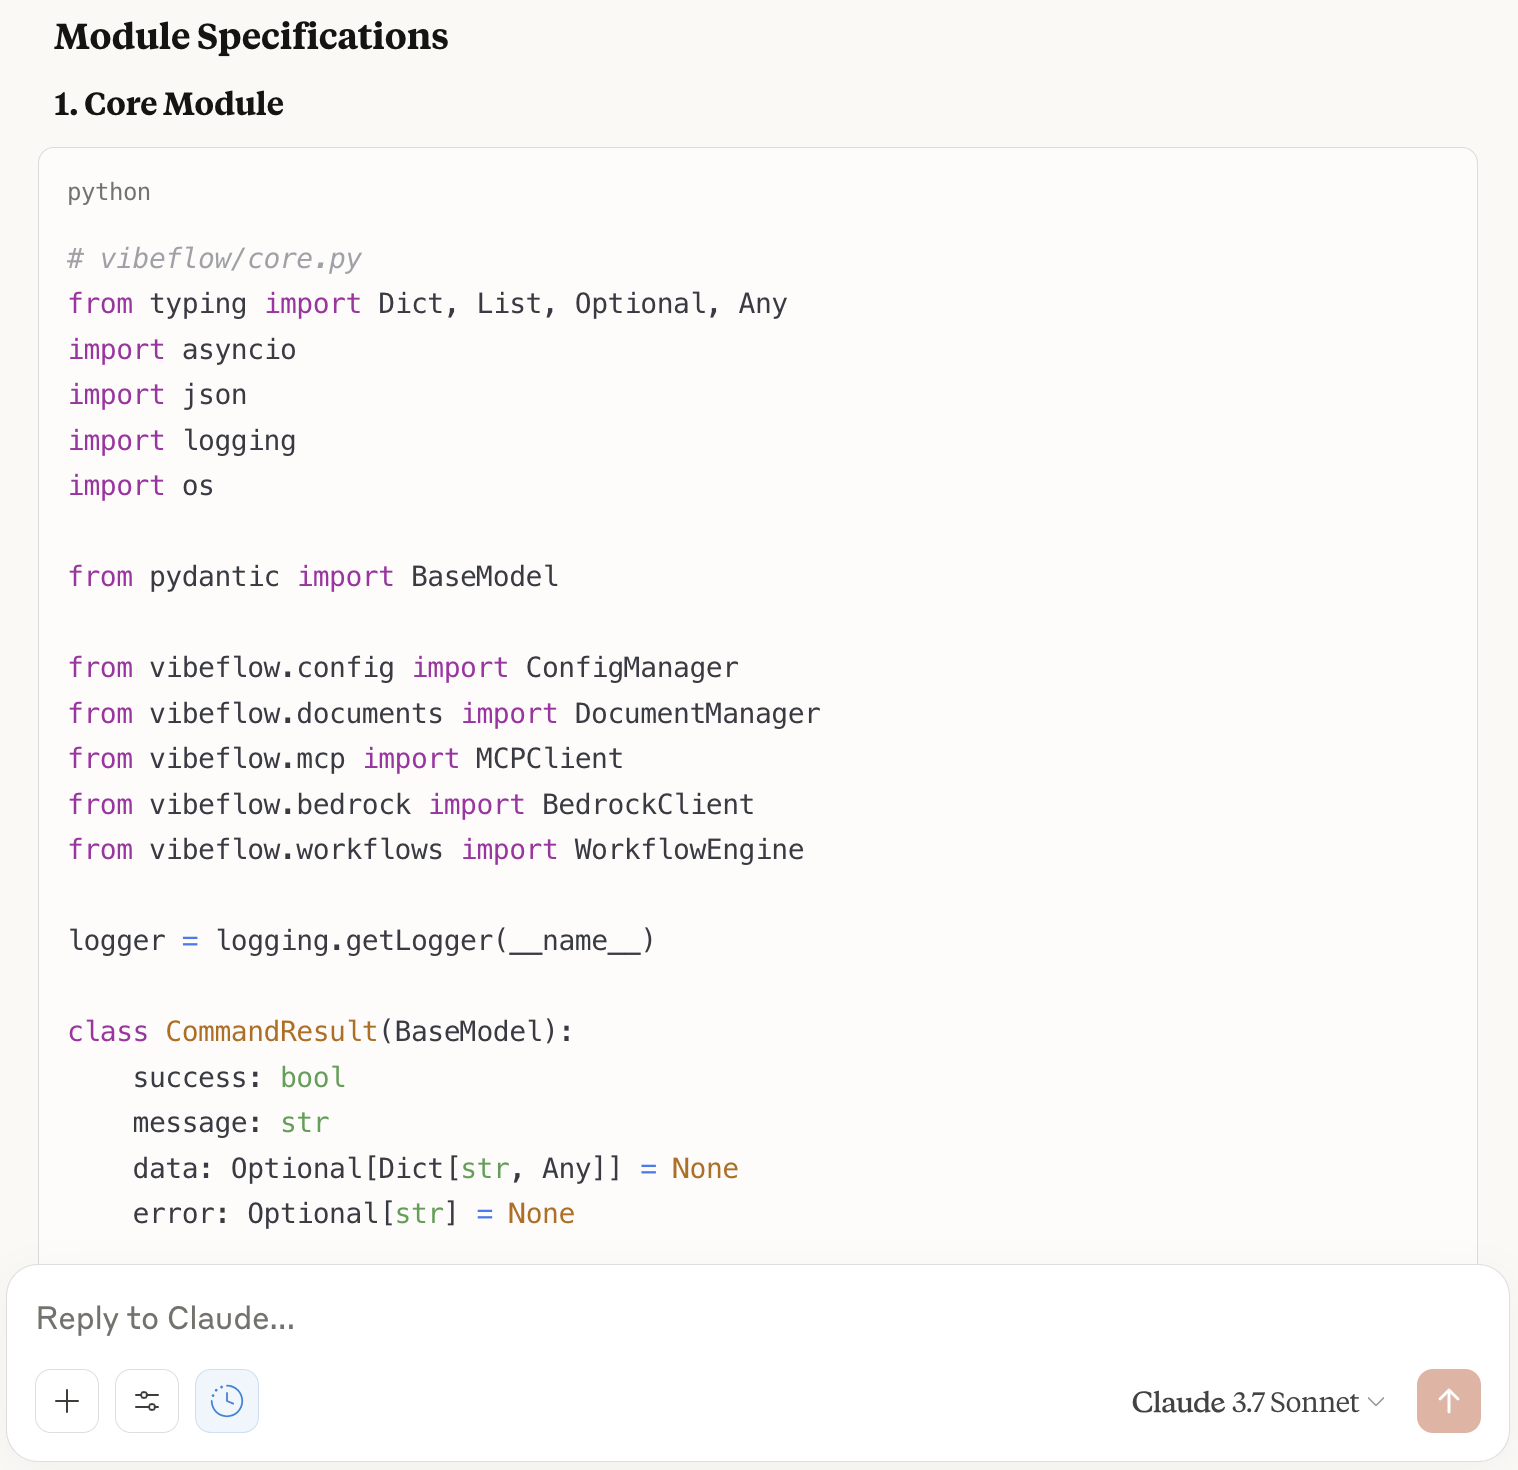 Module Specifications
1. Core Module
python
# vibeflow/core.py
from typing import Dict, List, Optional, Any
import asyncio
import json
import logging
import os
from pydantic import BaseModel
from vibeflow.config import ConfigManager
from vibeflow.documents import DocumentManager
from vibeflow.mcp import MCPClient
from vibeflow.bedrock import BedrockClient
from vibeflow.workflows import WorkflowEngine
logger = logging.getLogger(__name__)
class CommandResult(BaseModel):
    success: bool
    message: str
    data: Optional[Dict[str, Any]] = None
    error: Optional[str] = None
Reply to Claude...
Claude 3.7 Sonnet